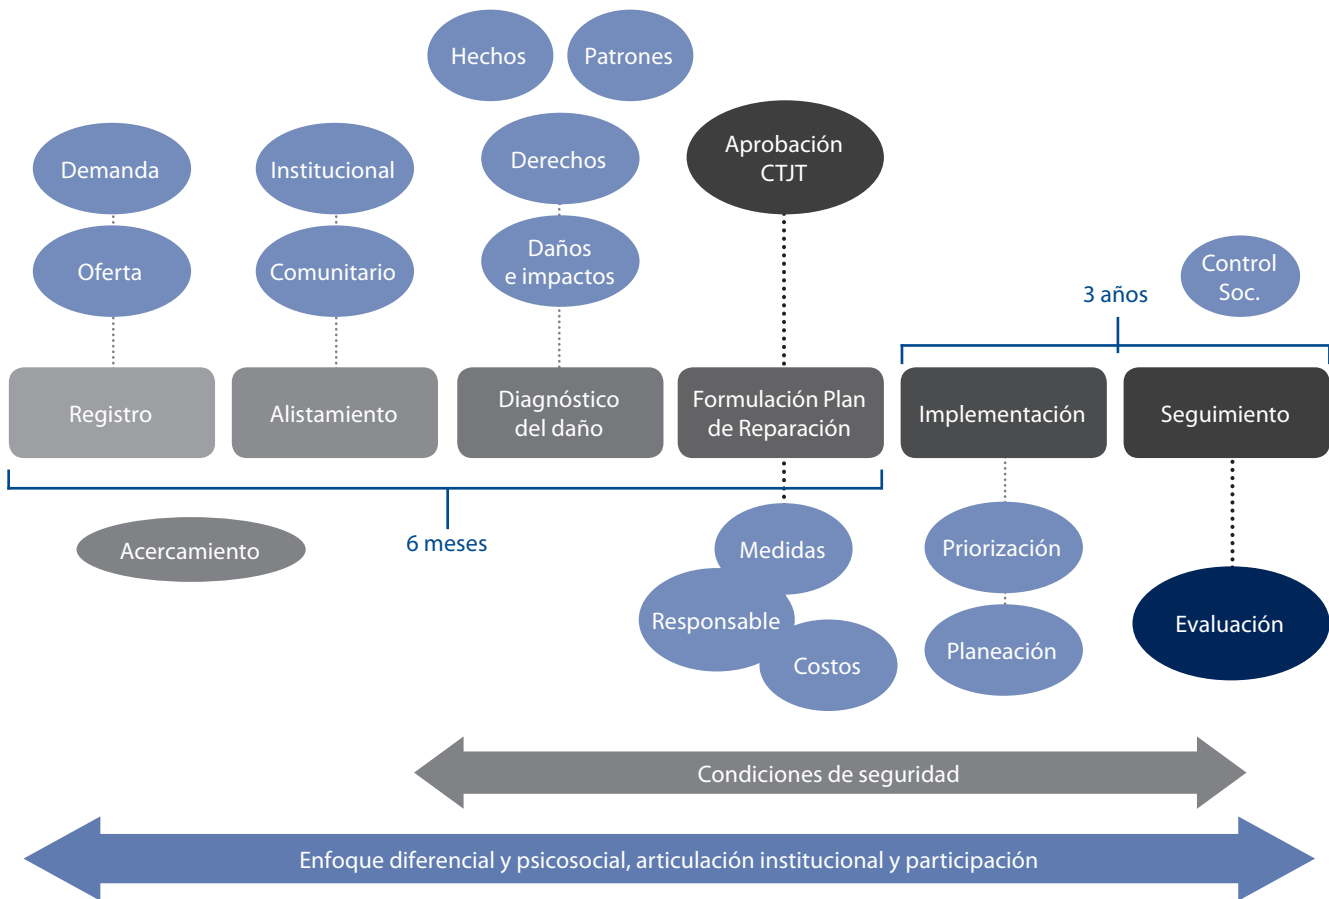 Hechos
Patrones
Demanda
Institucional
Derechos
Aprobación
CTJT
Oferta
Comunitario
Daños
e impactos
Control
Soc.
3 años
Registro
Alistamiento
Diagnóstico
del daño
Formulación Plan
de Reparación
Implementación
Seguimiento
Acercamiento
6 meses
Medidas
Priorización
Responsable
Costos
Planeación
Evaluación
Condiciones de seguridad
Enfoque diferencial y psicosocial, articulación institucional y participación